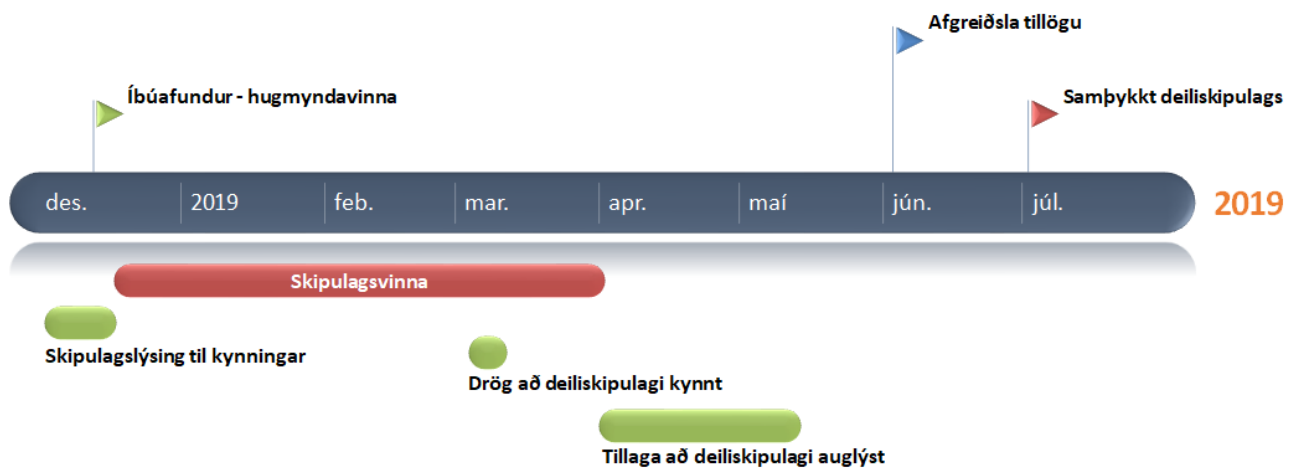 Afgreiðsla tillögu
Íbúafundur - hugmyndavinna
Samþykkt deiliskipulags
des. 2019 feb. mar. apr. maí jún. júl. 2019
Skipulagsvinna
Skipulagslýsing til kynningar
Drög að deiliskipulagi kynnt
Tillaga að deiliskipulagi auglýst